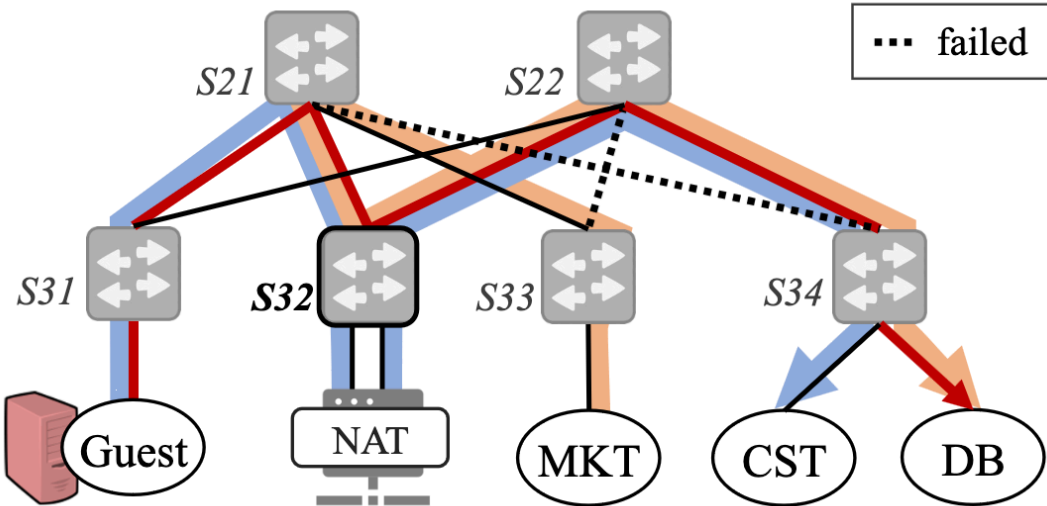 failed
S21
S22
S31
S32
S33
S34
Guest
NAT
MKT
CST
DB